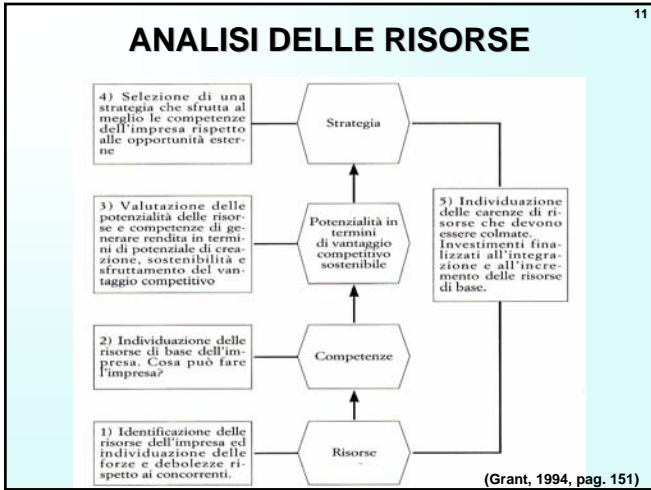 11
ANALISI DELLE RISORSE
4) Selezione di una
strategia che sfrutta al
meglio le competenze
dell'impresa rispetto
alle opportunità ester-
ne
Strategia
3) Valutazione delle
potenzialità delle risor-
se e competenze di ge-
nerare rendita in termi-
ni di potenziale di crea-
zione, sostenibilità e
sfruttamento del van-
taggio competitivo
Potenzialità in
termini
di vantaggio
competitivo
sostenibile
5) Individuazione
delle carenze di ri-
sorse che devono
essere colmate.
Investimenti fina-
lizzati all'integra-
zione e all'incre-
mento delle risorse
di base.
2) Individuazione delle
risorse di base dell'im-
presa. Cosa può fare
l'impresa?
Competenze
1) Identificazione delle
risorse dell'impresa ed
individuazione delle
forze e debolezze ri-
spetto ai concorrenti.
Risorse
(Grant, 1994, pag. 151)